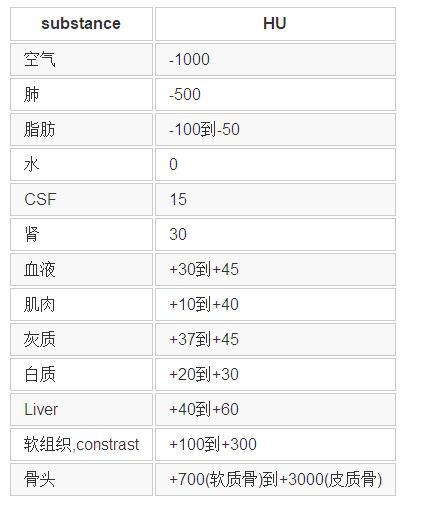 substance HU
空气 -1000
肺 -500
脂肪 -100到-50
水 0
CSF 15
肾 30
血液 +30到+45
肌肉 +10到+40
灰质 +37到+45
白质 +20到+30
Liver +40到+60
软组织,constrast +100到+300
骨头 +700(软质骨)到+3000(皮质骨)